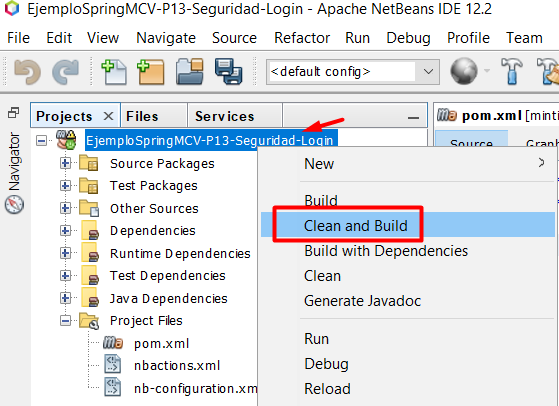 EjemploSpringMCV-P13-Seguridad-Login - Apache NetBeans IDE 12.2
File Edit View Navigate Source Refactor Run Debug Profile Team
<default config>
Projects Files Services
pom.xml [minti
Source Grap
Navigator
EjemploSpringMCV-P13-Seguridad-Login
Source Packages
Test Packages
Other Sources
Dependencies
Runtime Dependencies
Test Dependencies
Java Dependencies
Project Files
pom.xml
nbactions.xml
nb-configuration.xm
New
Build
Clean and Build
Build with Dependencies
Clean
Generate Javadoc
Run
Debug
Reload